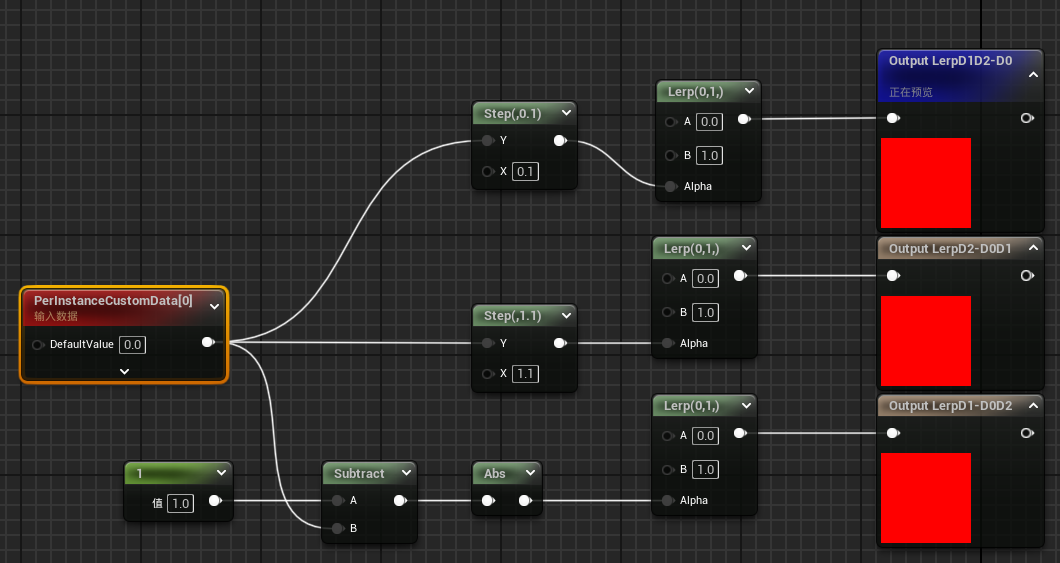 Output LerpD1D2-D0
正在预览
Lerp(0,1,)
A 0.0
B 1.0
Alpha
Step(,0.1)
Y
X 0.1
Output LerpD2-D0D1
Lerp(0,1,)
A 0.0
B 1.0
Alpha
PerInstanceCustomData[0]
输入数据
DefaultValue 0.0
Step(,1.1)
Y
X 1.1
Output LerpD1-D0D2
Lerp(0,1,)
A 0.0
B 1.0
Alpha
1
值 1.0
Subtract
A
B
Abs